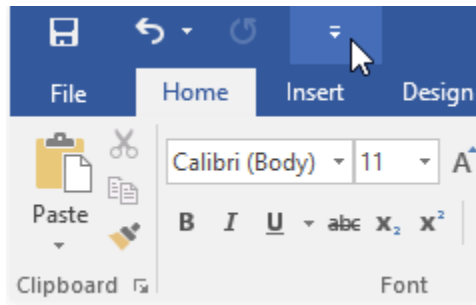 File Home Insert Design
Calibri (Body) 11 A
Paste B I U abc X₂ X²
Clipboard Font